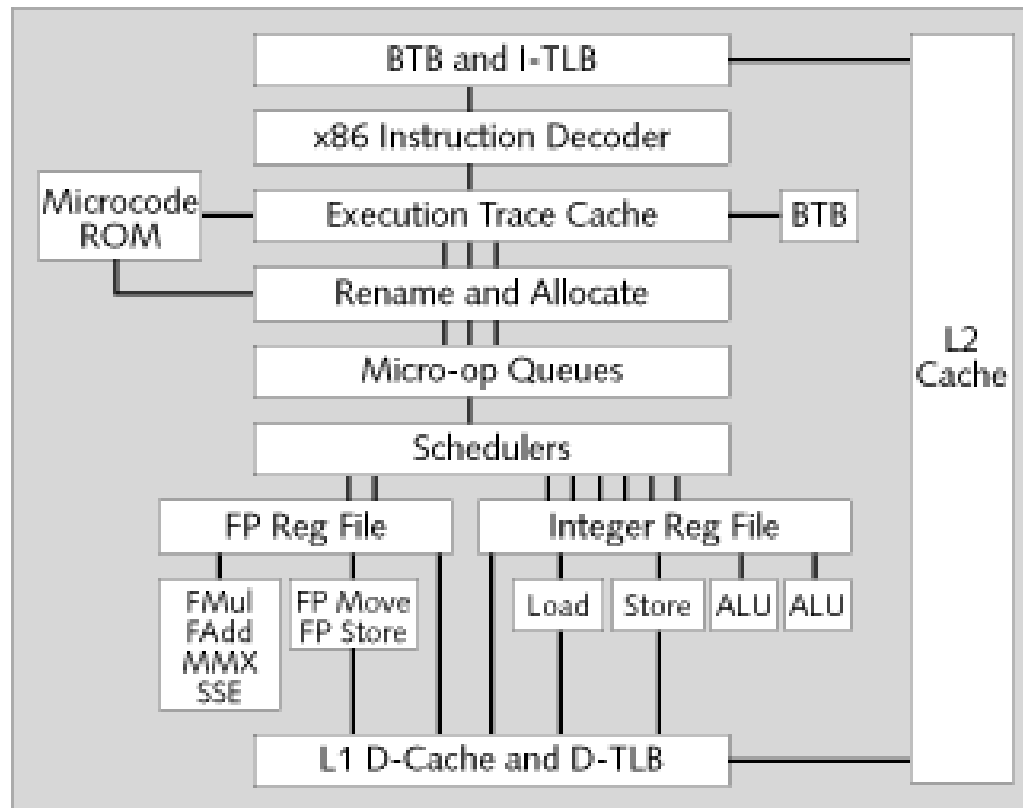 BTB and I-TLB
x86 Instruction Decoder
Microcode
ROM
Execution Trace Cache
BTB
Rename and Allocate
Micro-op Queues
L2
Cache
Schedulers
FP Reg File
Integer Reg File
FMul
FAdd
MMX
SSE
FP Move
FP Store
Load
Store
ALU
ALU
L1 D-Cache and D-TLB